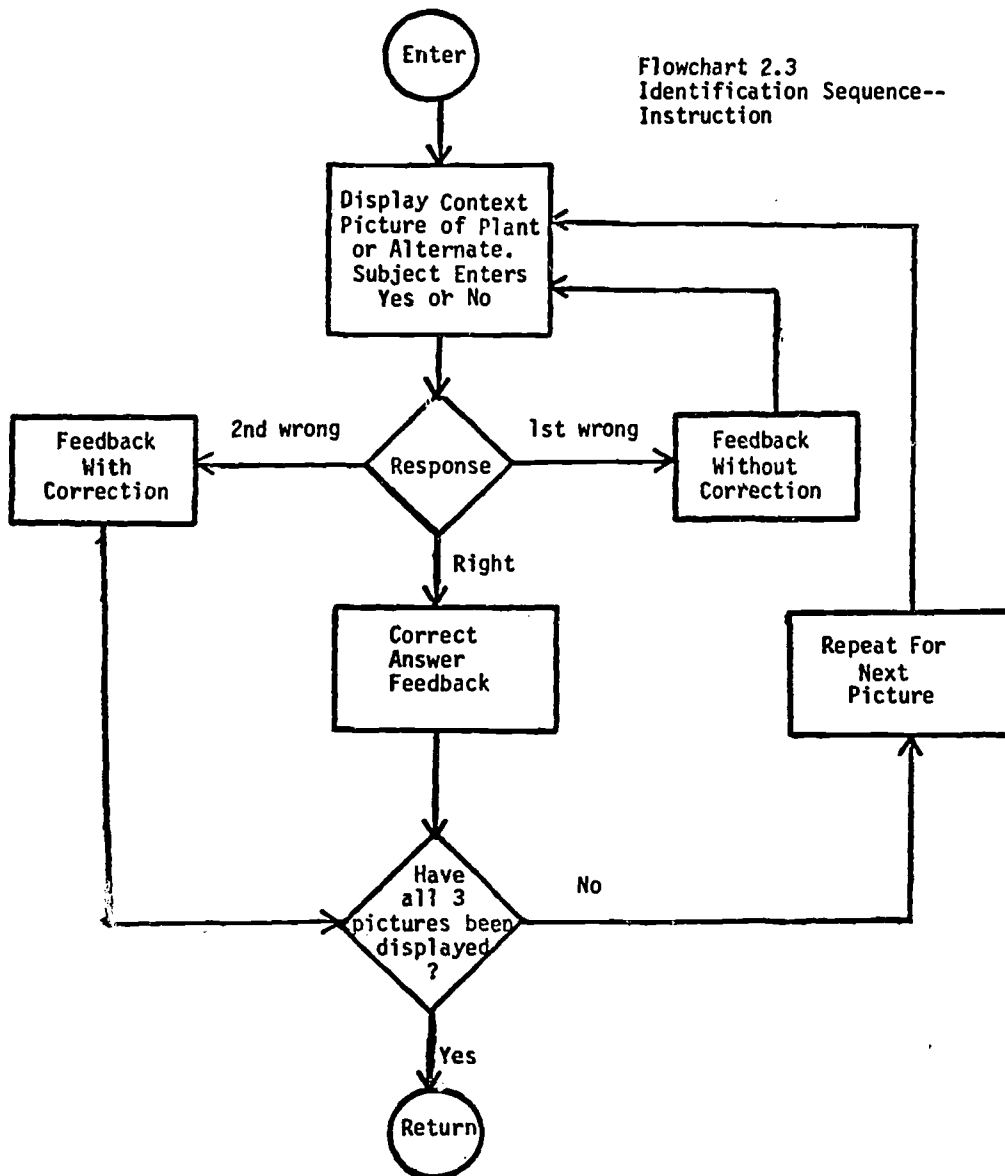 Enter
Flowchart 2.3
Identification Sequence--
Instruction
Display Context
Picture of Plant
or Alternate.
Subject Enters
Yes or No
2nd wrong
1st wrong
Feedback
With
Correction
Response
Feedback
Without
Correction
Right
Correct
Answer
Feedback
Repeat For
Next
Picture
Have
all 3
pictures been
displayed
?
No
Yes
Return